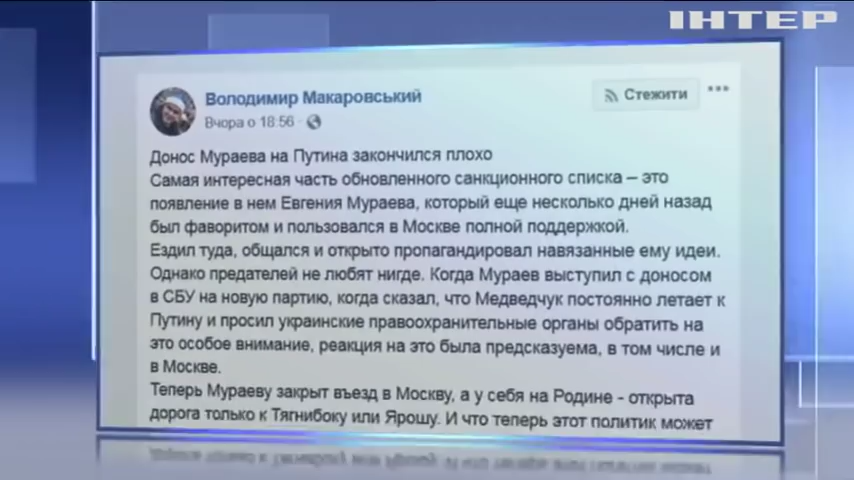 ІНТЕР
Володимир Макаровський
Стежити
Вчора о 18:56
Донос Мураева на Путина закончился плохо
Самая интересная часть обновленного санкционного списка – это
появление в нем Евгения Мураева, который еще несколько дней назад
был фаворитом и пользовался в Москве полной поддержкой.
Ездил туда, общался и открыто пропагандировал навязанные ему идеи.
Однако предателей не любят нигде. Когда Мураев выступил с доносом
в СБУ на новую партию, когда сказал, что Медведчук постоянно летает к
Путину и просил украинские правоохранительные органы обратить на
это особое внимание, реакция на это была предсказуема, в том числе и
в Москве.
Теперь Мураеву закрыт въезд в Москву, а у себя на Родине - открыта
дорога только к Тягнибоку или Ярошу. И что теперь этот политик может